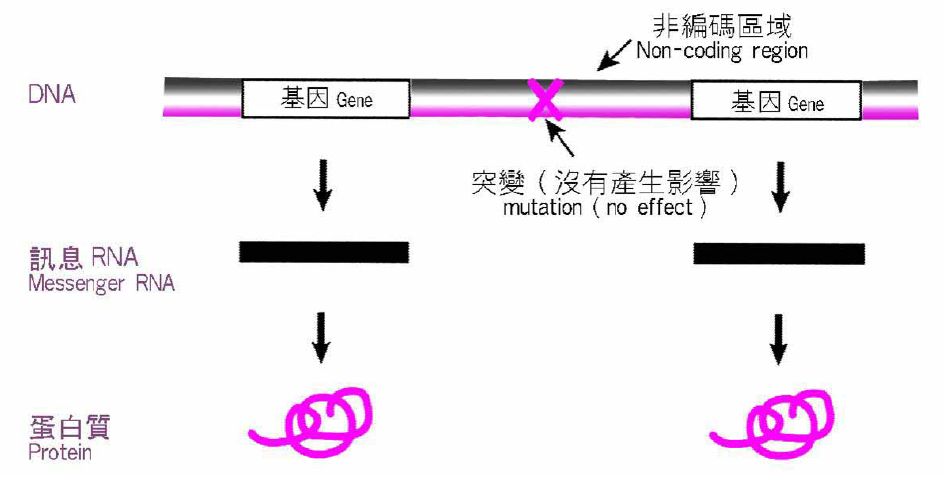 非編碼區域
Non-coding region
DNA
基因 Gene
基因 Gene
突變（沒有產生影響）
mutation (no effect)
訊息 RNA
Messenger RNA
蛋白質
Protein